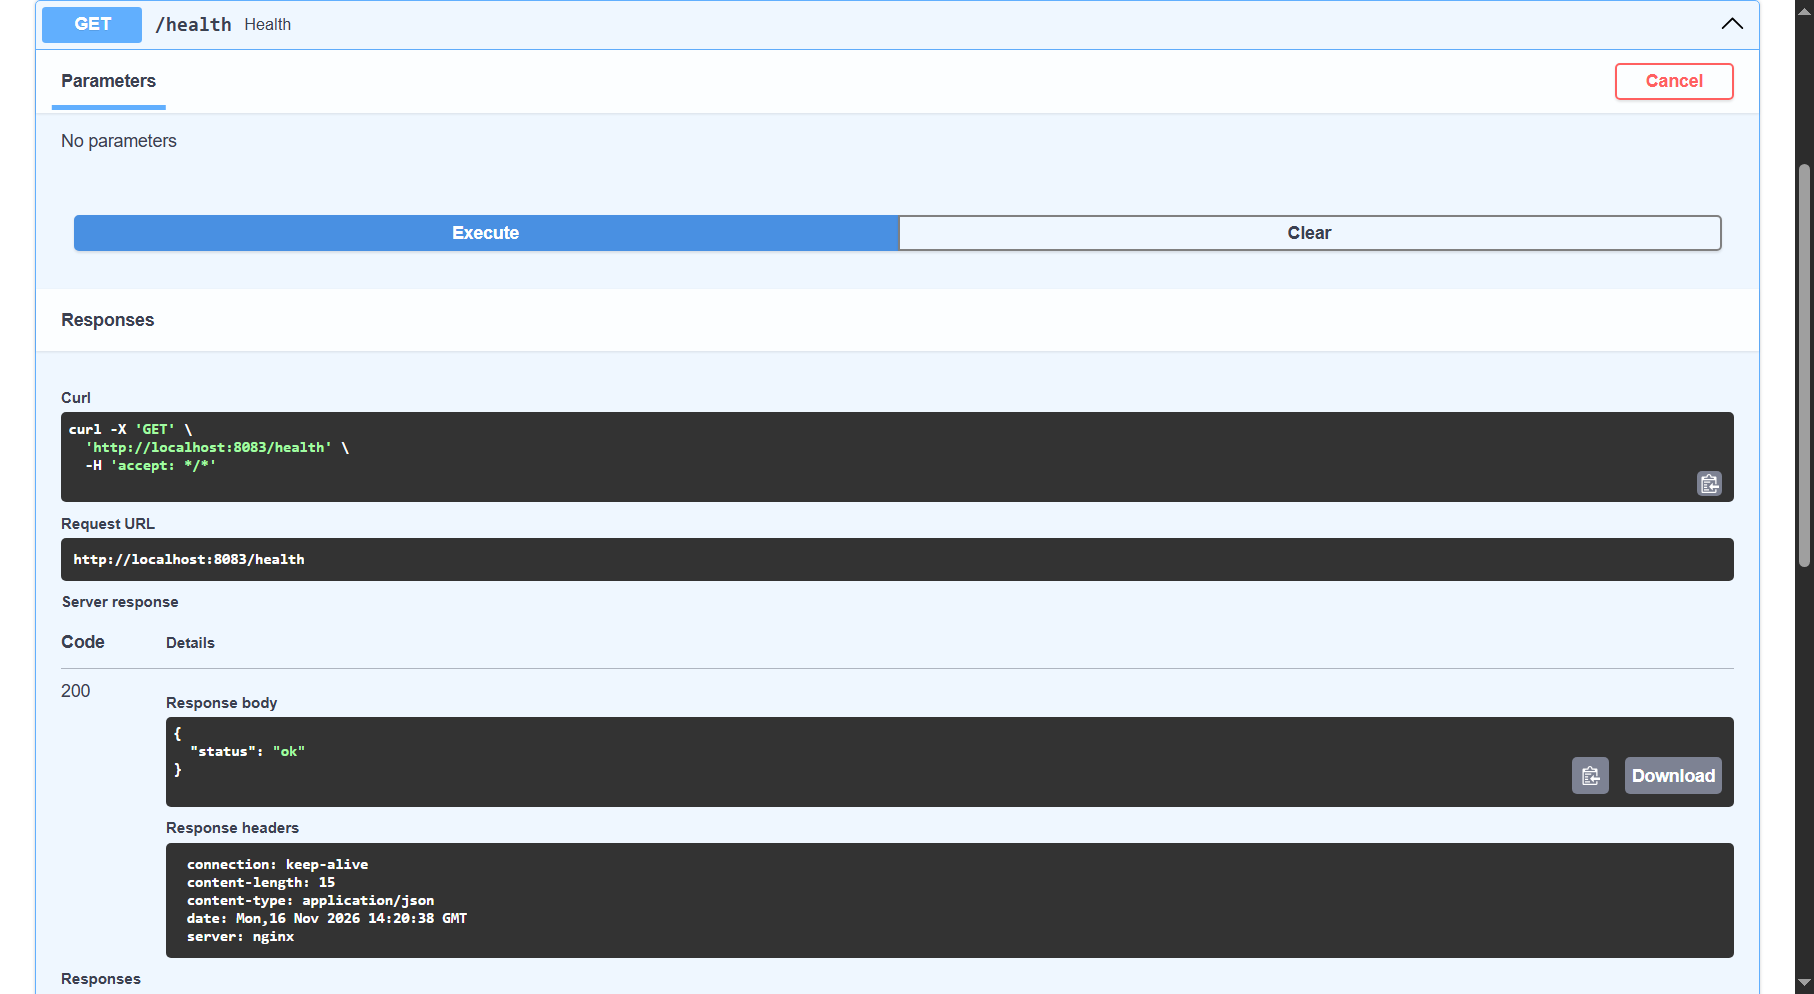 GET /health Health
Parameters
Cancel
No parameters
Execute
Clear
Responses
Curl
curl -X 'GET' \
  'http://localhost:8083/health' \
  -H 'accept: */*'
Request URL
http://localhost:8083/health
Server response
Code Details
200
Response body
{
  "status": "ok"
}
Download
Response headers
connection: keep-alive
content-length: 15
content-type: application/json
date: Mon,16 Nov 2026 14:20:38 GMT
server: nginx
Responses